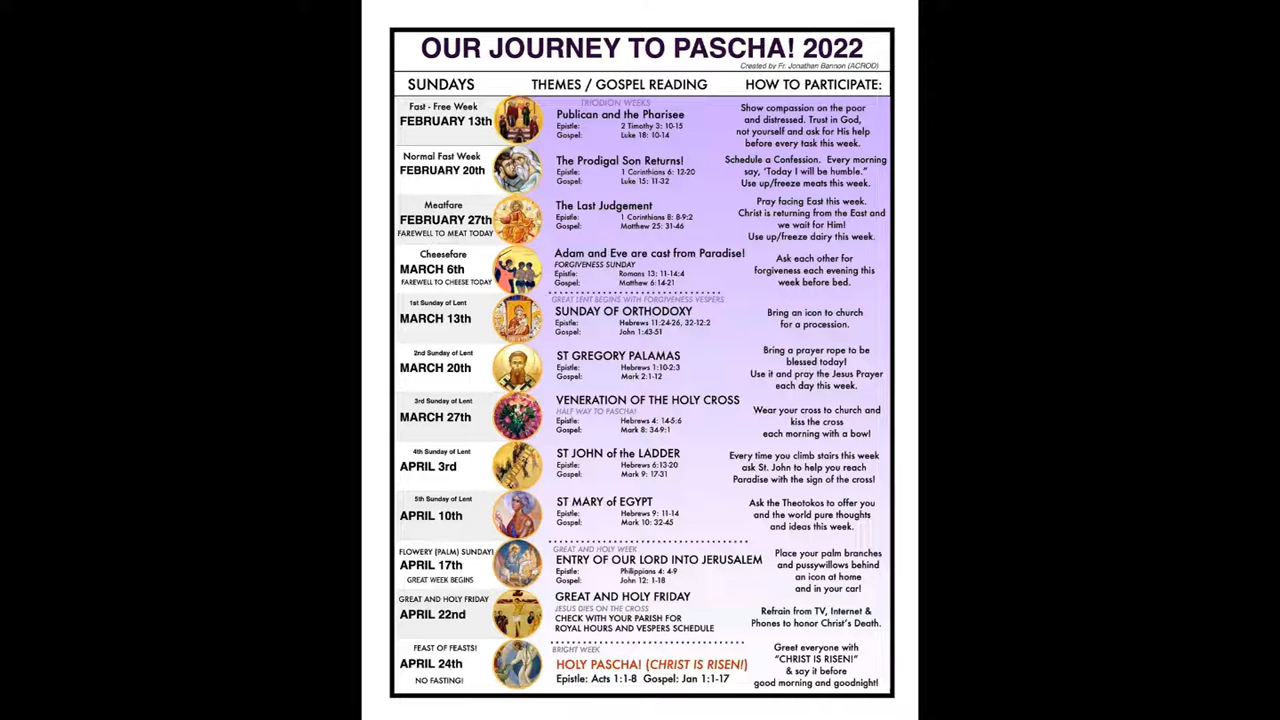 OUR JOURNEY TO PASCHA! 2022
Created by Fr. Jonathan Bannon (ACROD)
SUNDAYS THEMES / GOSPEL READING HOW TO PARTICIPATE:
Fast - Free Week
FEBRUARY 13th
TRIODION WEEKS
Publican and the Pharisee
Epistle: 2 Timothy 3: 10-15
Gospel: Luke 18: 10-14
Show compassion on the poor
and distressed. Trust in God,
not yourself and ask for His help
before every task this week.
Normal Fast Week
FEBRUARY 20th
The Prodigal Son Returns!
Epistle: 1 Corinthians 6: 12-20
Gospel: Luke 15: 11-32
Schedule a Confession. Every morning
say, ‘Today I will be humble.”
Use up/freeze meats this week.
Meatfare
FEBRUARY 27th
FAREWELL TO MEAT TODAY
The Last Judgement
Epistle: 1 Corinthians 8: 8-9:2
Gospel: Matthew 25: 31-46
Pray facing East this week.
Christ is returning from the East and
we wait for Him!
Use up/freeze dairy this week.
Cheesefare
MARCH 6th
FAREWELL TO CHEESE TODAY
Adam and Eve are cast from Paradise!
FORGIVENESS SUNDAY
Epistle: Romans 13: 11-14:4
Gospel: Matthew 6:14-21
Ask each other for
forgiveness each evening this
week before bed.
1st Sunday of Lent
MARCH 13th
GREAT LENT BEGINS WITH FORGIVENESS VESPERS
SUNDAY OF ORTHODOXY
Epistle: Hebrews 11:24-26, 32-12:2
Gospel: John 1:43-51
Bring an icon to church
for a procession.
2nd Sunday of Lent
MARCH 20th
ST GREGORY PALAMAS
Epistle: Hebrews 1:10-2:3
Gospel: Mark 2:1-12
Bring a prayer rope to be
blessed today!
Use it and pray the Jesus Prayer
each day this week.
3rd Sunday of Lent
MARCH 27th
VENERATION OF THE HOLY CROSS
HALF WAY TO PASCHA!
Epistle: Hebrews 4: 14-5:6
Gospel: Mark 8: 34-9:1
Wear your cross to church and
kiss the cross
each morning with a bow!
4th Sunday of Lent
APRIL 3rd
ST JOHN of the LADDER
Epistle: Hebrews 6:13-20
Gospel: Mark 9: 17-31
Every time you climb stairs this week
ask St. John to help you reach
Paradise with the sign of the cross!
5th Sunday of Lent
APRIL 10th
ST MARY of EGYPT
Epistle: Hebrews 9: 11-14
Gospel: Mark 10: 32-45
Ask the Theotokos to offer you
and the world pure thoughts
and ideas this week.
FLOWERY (PALM) SUNDAY!
APRIL 17th
GREAT WEEK BEGINS
GREAT AND HOLY WEEK
ENTRY OF OUR LORD INTO JERUSALEM
Epistle: Philippians 4: 4-9
Gospel: John 12: 1-18
Place your palm branches
and pussywillows behind
an icon at home
and in your car!
GREAT AND HOLY FRIDAY
APRIL 22nd
GREAT AND HOLY FRIDAY
JESUS DIES ON THE CROSS
CHECK WITH YOUR PARISH FOR
ROYAL HOURS AND VESPERS SCHEDULE
Refrain from TV, Internet &
Phones to honor Christ's Death.
FEAST OF FEASTS!
APRIL 24th
NO FASTING!
BRIGHT WEEK
HOLY PASCHA! (CHRIST IS RISEN!)
Epistle: Acts 1:1-8 Gospel: Jan 1:1-17
Greet everyone with
“CHRIST IS RISEN!”
& say it before
good morning and goodnight!